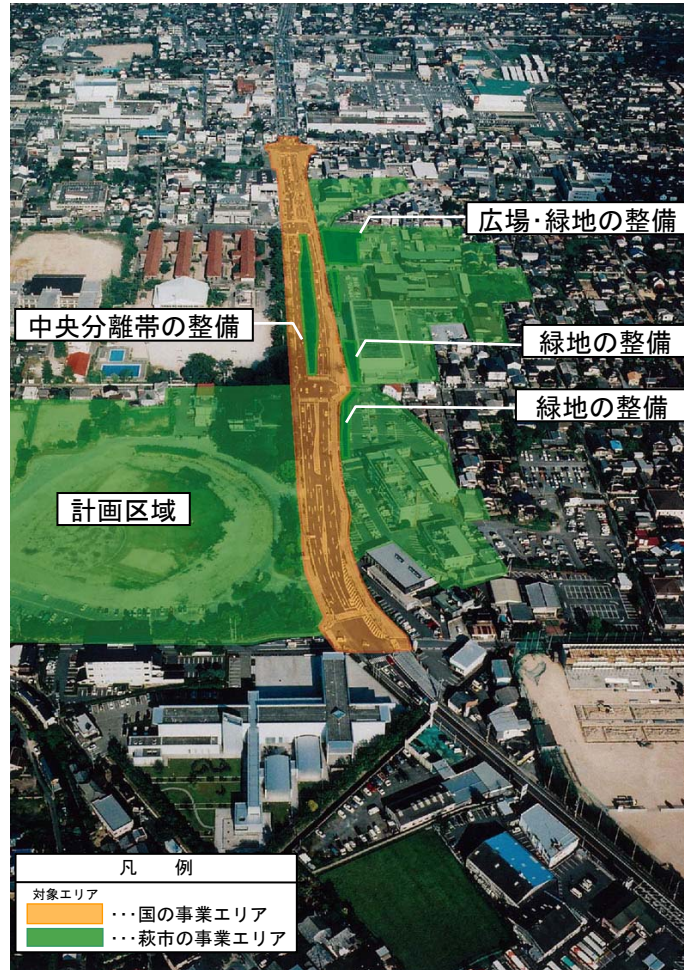 広場・緑地の整備
中央分離帯の整備
緑地の整備
緑地の整備
計画区域
凡 例
対象エリア
・・・国の事業エリア
・・・萩市の事業エリア